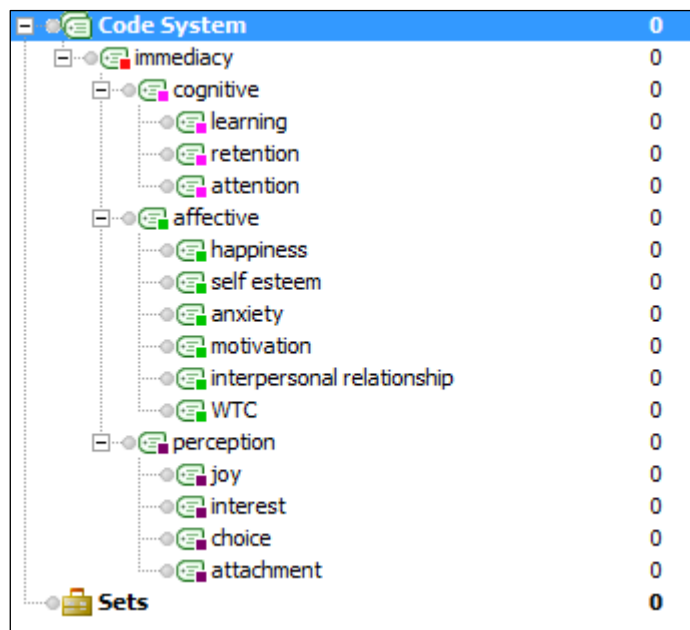 Code System 0
immediacy 0
cognitive 0
learning 0
retention 0
attention 0
affective 0
happiness 0
self esteem 0
anxiety 0
motivation 0
interpersonal relationship 0
WTC 0
perception 0
joy 0
interest 0
choice 0
attachment 0
Sets 0